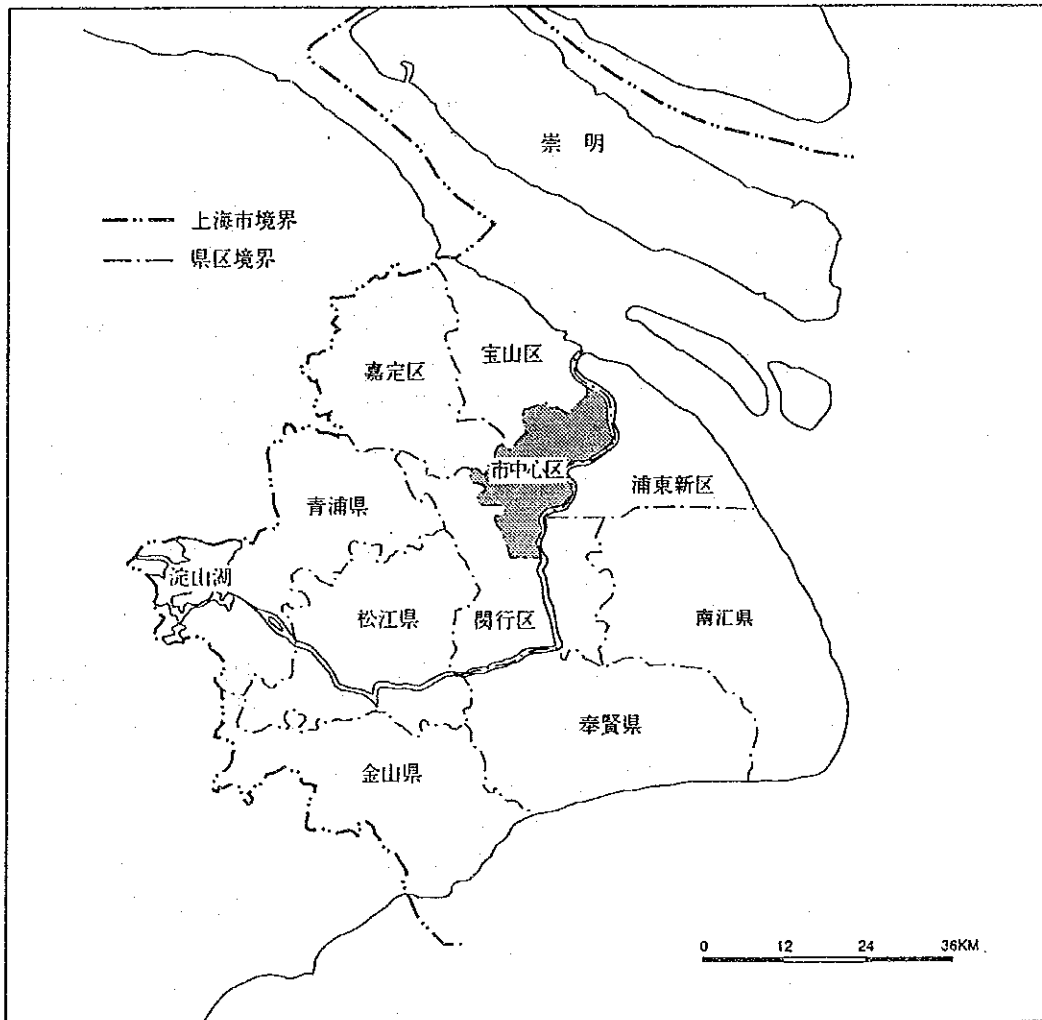 崇 明
上海市境界
県区境界
宝山区
嘉定区
市中心区
浦東新区
青浦県
淀山湖
松江県
閔行区
南汇県
奉賢県
金山県
0 12 24 36KM